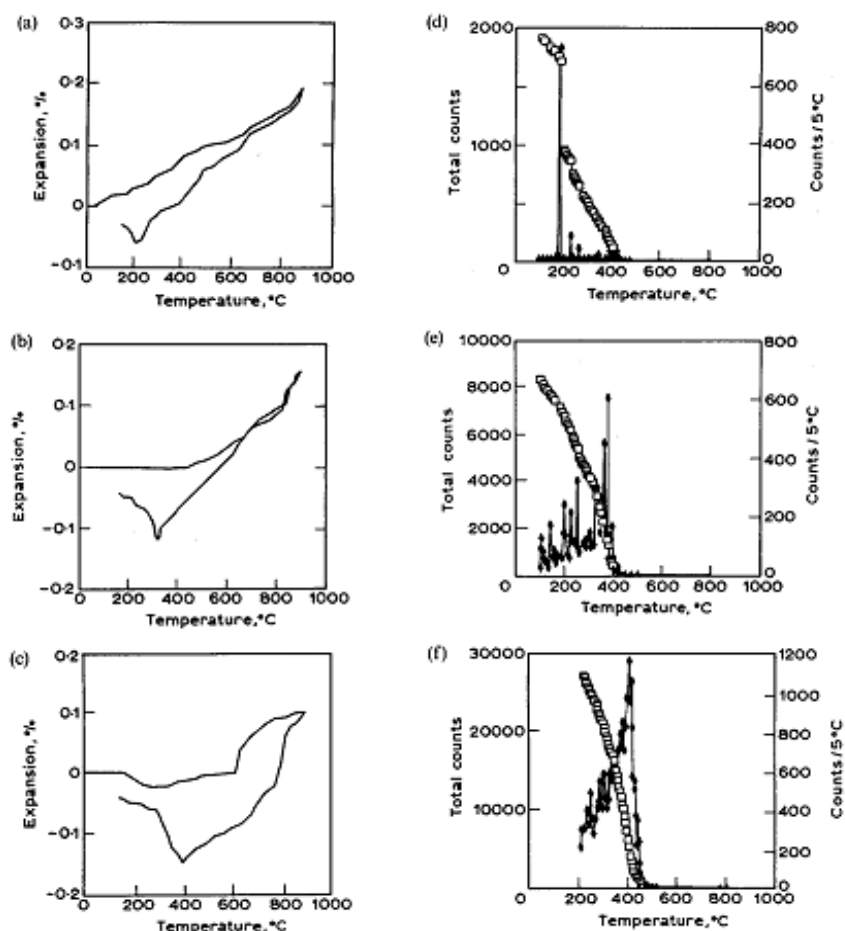 (a)
0·3
0·2
0·1
0
-0·1
Expansion, %
0 200 400 600 800 1000
Temperature, °C
(d)
2000
1000
0
Total counts
800
600
400
200
0
Counts/5°C
200 400 600 800 1000
Temperature, °C
(b)
0·2
0·1
0
-0·1
-0·2
Expansion, %
0 200 400 600 800 1000
Temperature, °C
(e)
10000
8000
6000
4000
2000
Total counts
800
600
400
200
0
Counts/5°C
0 200 400 600 800 1000
Temperature, °C
(c)
0·2
0·1
0
-0·1
-0·2
Expansion, %
0 200 400 600 800 1000
Temperature, °C
(f)
30000
20000
10000
Total counts
1200
1000
800
600
400
200
0
Counts/5°C
0 200 400 600 800 1000
Temperature, °C